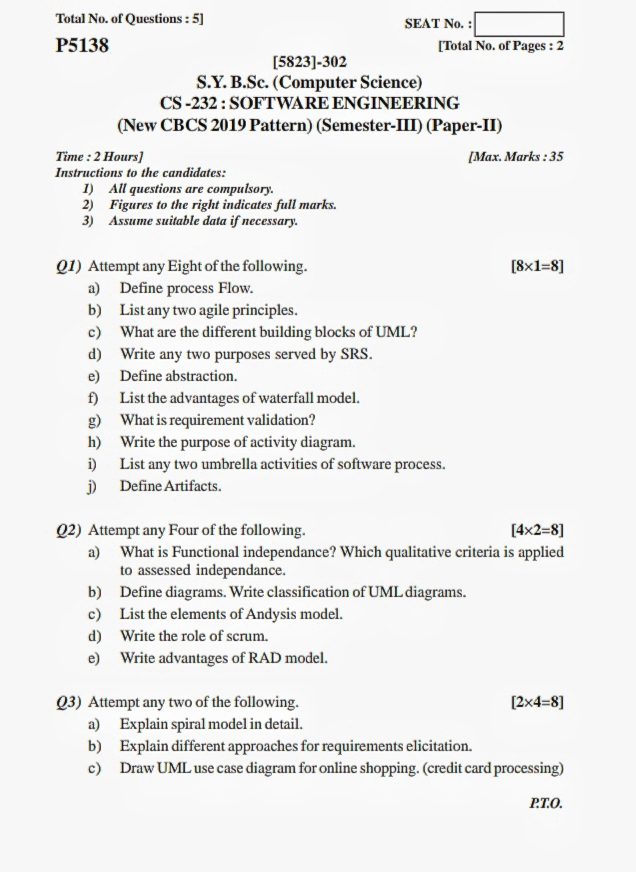 Total No. of Questions : 5]
SEAT No. :
P5138
[Total No. of Pages : 2
[5823]-302
S.Y. B.Sc. (Computer Science)
CS -232 : SOFTWARE ENGINEERING
(New CBCS 2019 Pattern) (Semester-III) (Paper-II)
Time : 2 Hours]
[Max. Marks : 35
Instructions to the candidates:
1) All questions are compulsory.
2) Figures to the right indicates full marks.
3) Assume suitable data if necessary.
Q1) Attempt any Eight of the following. [8×1=8]
a) Define process Flow.
b) List any two agile principles.
c) What are the different building blocks of UML?
d) Write any two purposes served by SRS.
e) Define abstraction.
f) List the advantages of waterfall model.
g) What is requirement validation?
h) Write the purpose of activity diagram.
i) List any two umbrella activities of software process.
j) Define Artifacts.
Q2) Attempt any Four of the following. [4×2=8]
a) What is Functional independance? Which qualitative criteria is applied
to assessed independance.
b) Define diagrams. Write classification of UML diagrams.
c) List the elements of Andysis model.
d) Write the role of scrum.
e) Write advantages of RAD model.
Q3) Attempt any two of the following. [2×4=8]
a) Explain spiral model in detail.
b) Explain different approaches for requirements elicitation.
c) Draw UML use case diagram for online shopping. (credit card processing)
P.T.O.